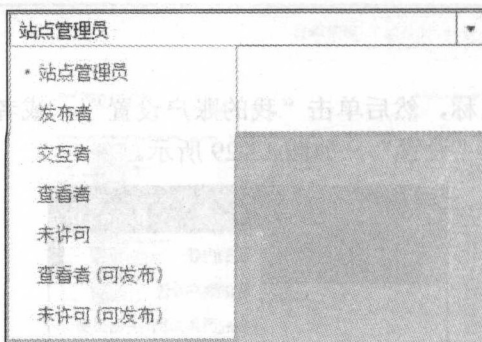 站点管理员
• 站点管理员
发布者
交互者
查看者
未许可
查看者 (可发布)
未许可 (可发布)